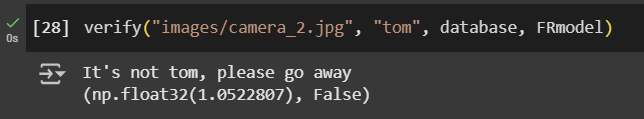 [28] verify("images/camera_2.jpg", "tom", database, FRmodel)
0s
It's not tom, please go away
(np.float32(1.0522807), False)